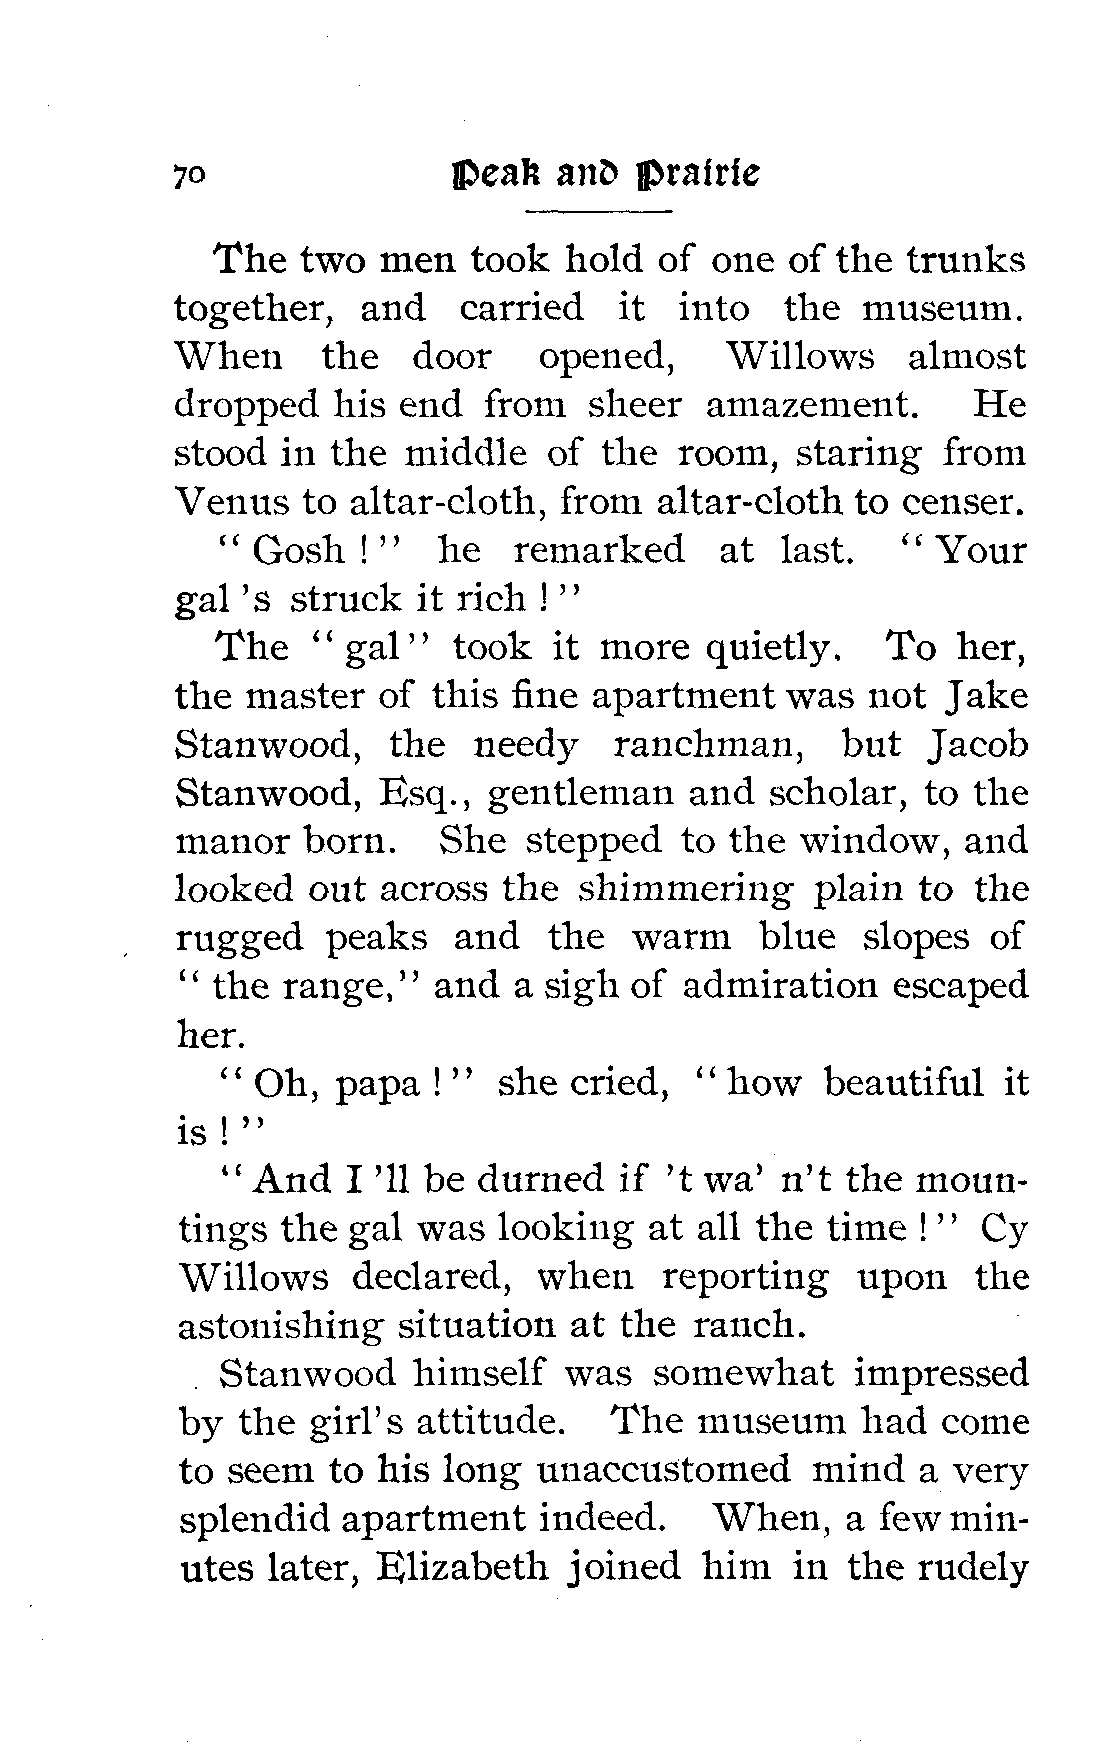 70 Peak and Prairie
The two men took hold of one of the trunks
together, and carried it into the museum.
When the door opened, Willows almost
dropped his end from sheer amazement. He
stood in the middle of the room, staring from
Venus to altar-cloth, from altar-cloth to censer.
“ Gosh ! ” he remarked at last. “ Your
gal 's struck it rich ! ”
The “ gal ” took it more quietly. To her,
the master of this fine apartment was not Jake
Stanwood, the needy ranchman, but Jacob
Stanwood, Esq., gentleman and scholar, to the
manor born. She stepped to the window, and
looked out across the shimmering plain to the
rugged peaks and the warm blue slopes of
“ the range,” and a sigh of admiration escaped
her.
“ Oh, papa ! ” she cried, “ how beautiful it
is ! ”
“ And I 'll be durned if 't wa' n't the moun-
tings the gal was looking at all the time ! ” Cy
Willows declared, when reporting upon the
astonishing situation at the ranch.
Stanwood himself was somewhat impressed
by the girl's attitude. The museum had come
to seem to his long unaccustomed mind a very
splendid apartment indeed. When, a few min-
utes later, Elizabeth joined him in the rudely